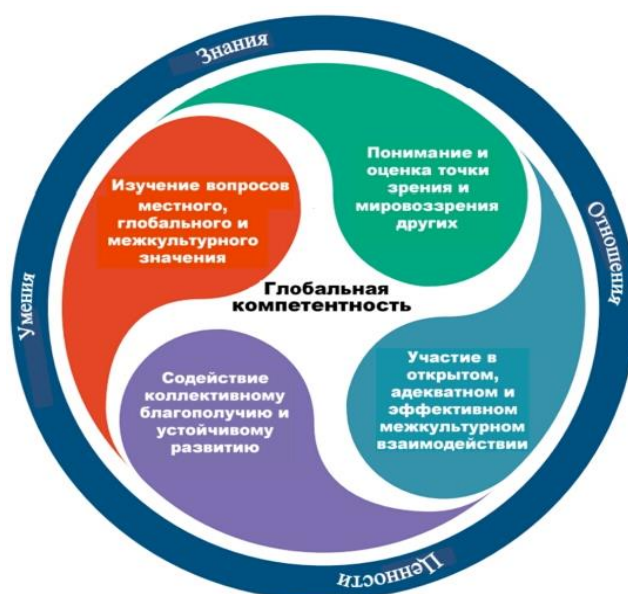 Знания
Изучение вопросов
местного,
глобального и
межкультурного
значения
Понимание и
оценка точки
зрения и
мировоззрения
других
Отношения
Умения
Глобальная
компетентность
Содействие
коллективному
благополучию и
устойчивому
развитию
Участие в
открытом,
адекватном и
эффективном
межкультурном
взаимодействии
Ценности